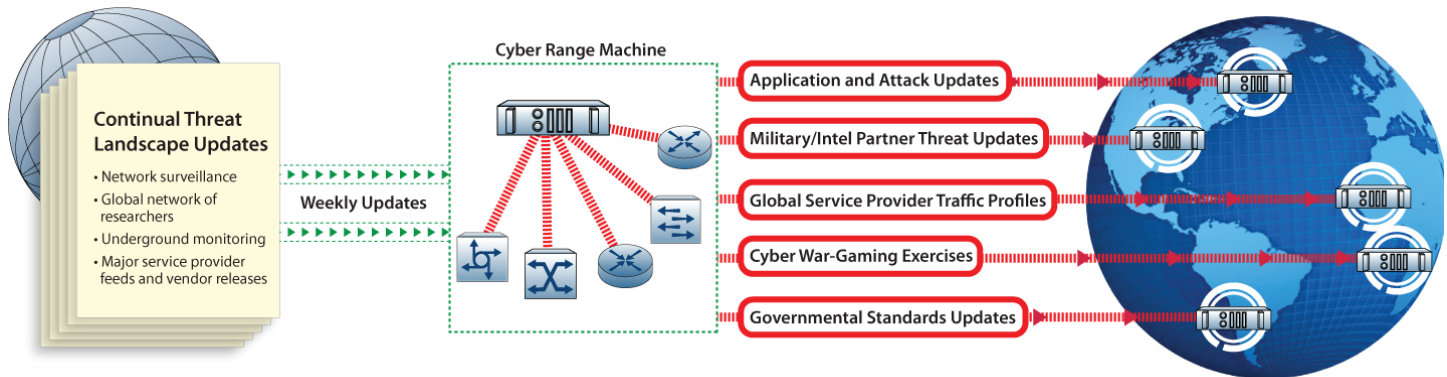 Continual Threat
Landscape Updates
• Network surveillance
• Global network of
researchers
• Underground monitoring
• Major service provider
feeds and vendor releases
Weekly Updates
Cyber Range Machine
Application and Attack Updates
Military/Intel Partner Threat Updates
Global Service Provider Traffic Profiles
Cyber War-Gaming Exercises
Governmental Standards Updates